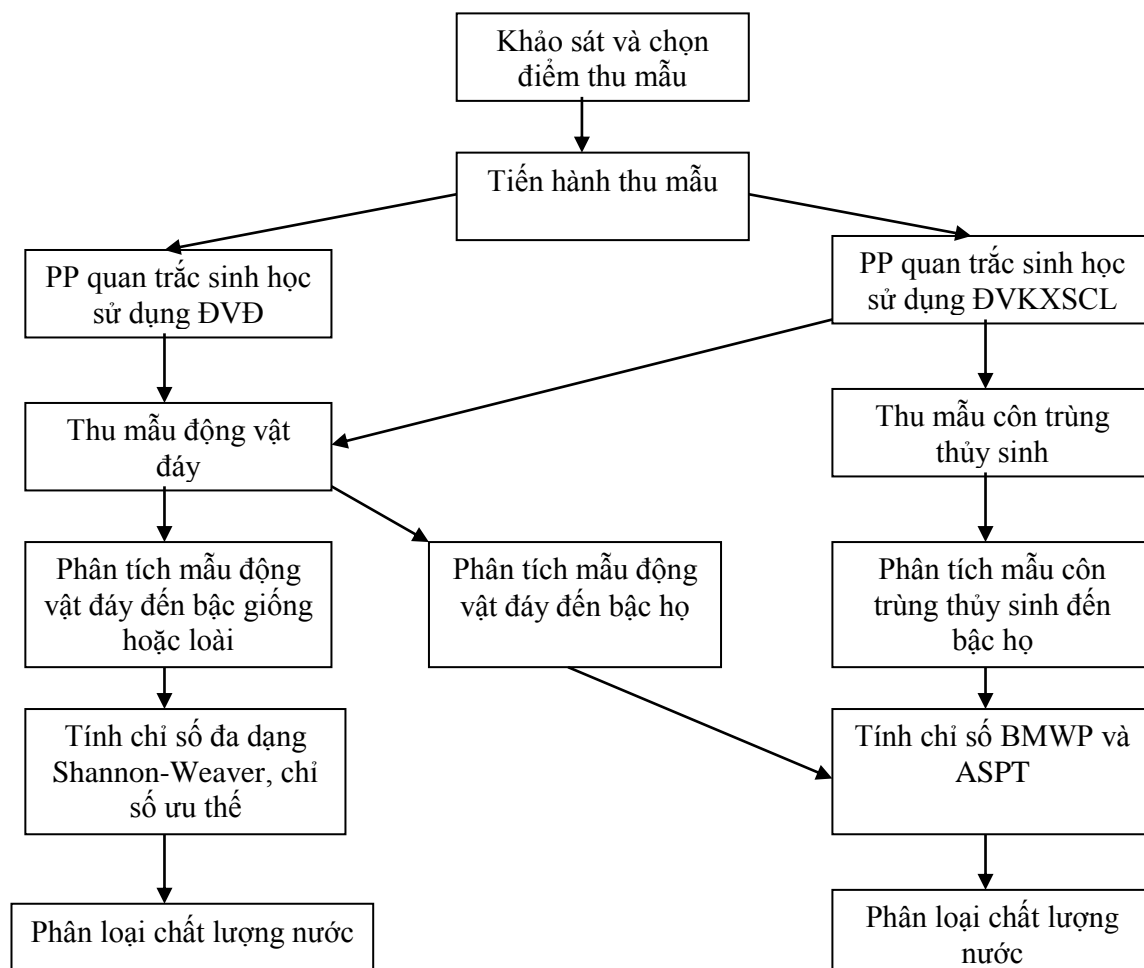 Khảo sát và chọn
điểm thu mẫu
Tiến hành thu mẫu
PP quan trắc sinh học
sử dụng ĐVĐ
PP quan trắc sinh học
sử dụng ĐVKXSCL
Thu mẫu động vật
đáy
Thu mẫu côn trùng
thủy sinh
Phân tích mẫu động
vật đáy đến bậc giống
hoặc loài
Phân tích mẫu động
vật đáy đến bậc họ
Phân tích mẫu côn
trùng thủy sinh đến
bậc họ
Tính chỉ số đa dạng
Shannon-Weaver, chỉ
số ưu thế
Tính chỉ số BMWP và
ASPT
Phân loại chất lượng nước
Phân loại chất lượng
nước